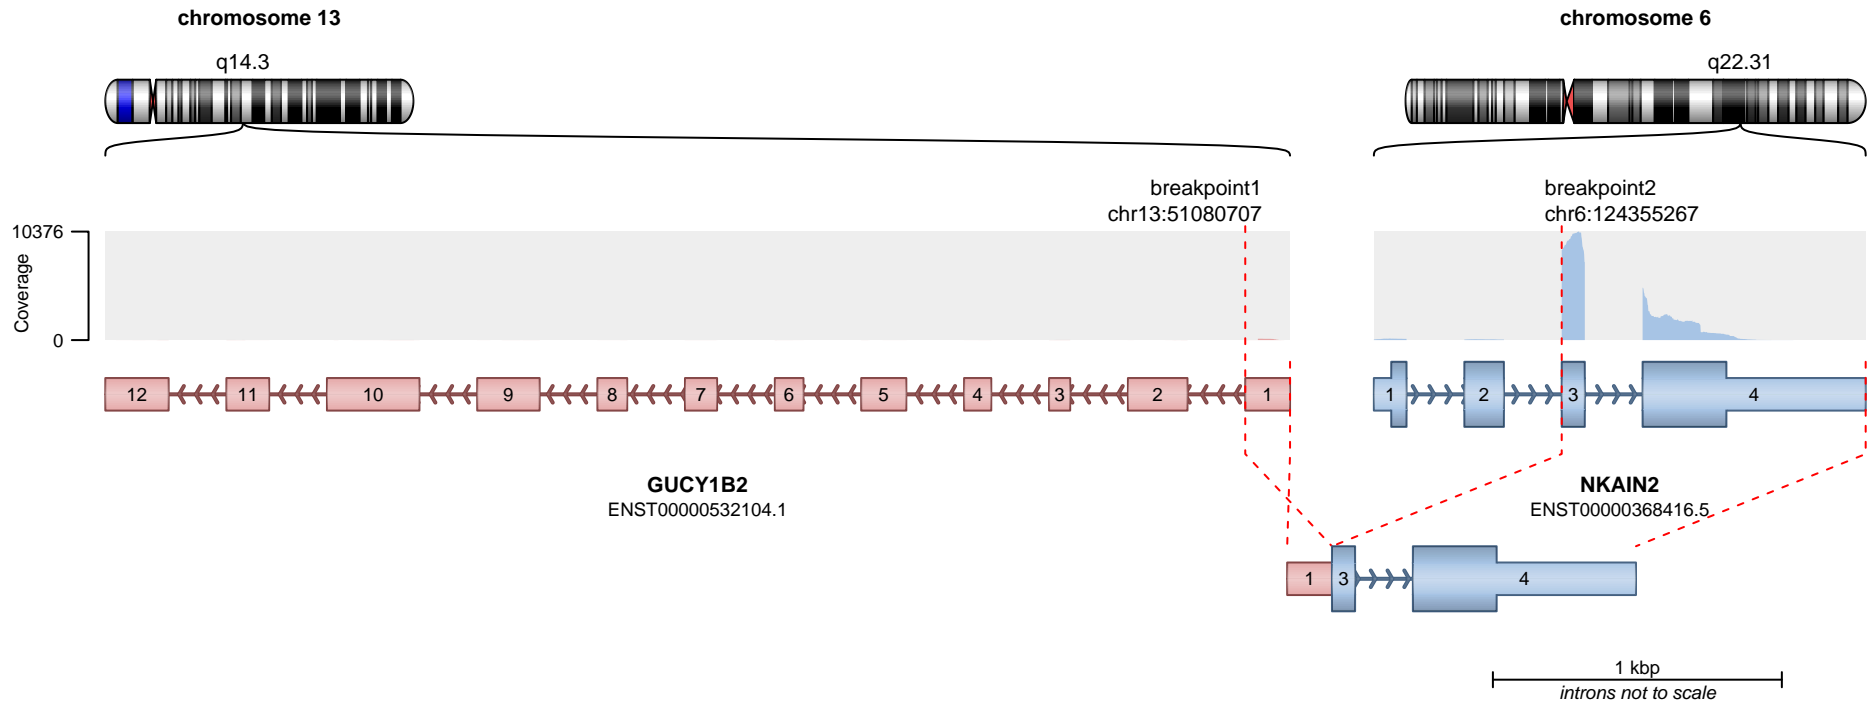 chromosome 13
chromosome 6
q14.3
q22.31
breakpoint1
chr13:51080707
breakpoint2
chr6:124355267
10376
Coverage
0
12 11 10 9 8 7 6 5 4 3 2 1
1 2 3 4
GUCY1B2
ENST00000532104.1
NKAIN2
ENST00000368416.5
1 3 4
1 kbp
introns not to scale